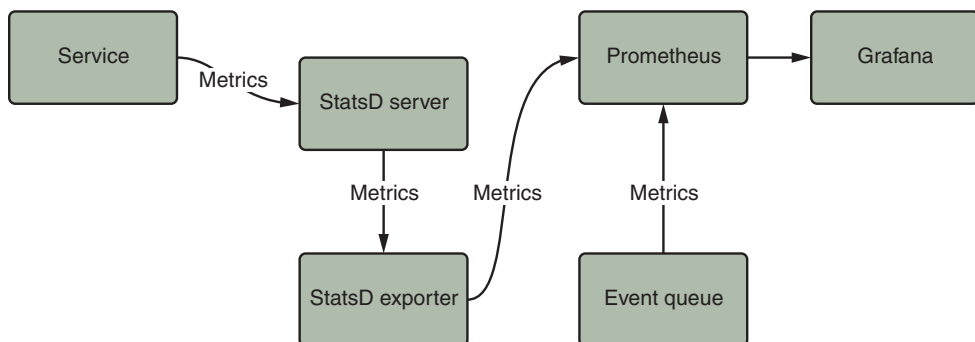 Service
Metrics
StatsD server
Metrics
StatsD exporter
Metrics
Prometheus
Grafana
Metrics
Event queue